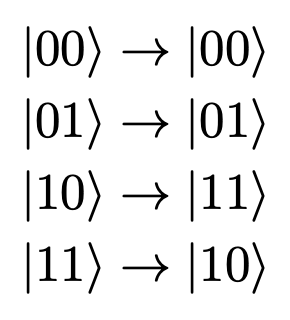 |00⟩ → |00⟩
|01⟩ → |01⟩
|10⟩ → |11⟩
|11⟩ → |10⟩